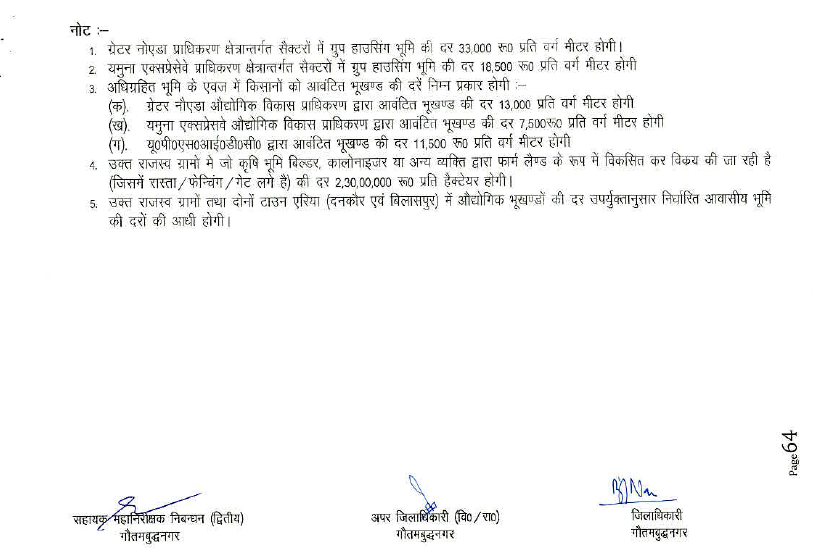 नोट :–
1. ग्रेटर नोएडा प्राधिकरण क्षेत्रान्तर्गत सैक्टरों में ग्रुप हाउसिंग भूमि की दर 33,000 रू0 प्रति वर्ग मीटर होगी।
2. यमुना एक्सप्रेसेवे प्राधिकरण क्षेत्रान्तर्गत सैक्टरों में ग्रुप हाउसिंग भूमि की दर 18,500 रू0 प्रति वर्ग मीटर होगी
3. अधिग्रहित भूमि के एवज में किसानों को आवंटित भूखण्ड की दरें निम्न प्रकार होगी :–
(क). ग्रेटर नौएडा औद्योगिक विकास प्राधिकरण द्वारा आवंटित भूखण्ड की दर 13,000 प्रति वर्ग मीटर होगी
(ख). यमुना एक्सप्रेसवे औद्योगिक विकास प्राधिकरण द्वारा आवंटित भूखण्ड की दर 7,500रू0 प्रति वर्ग मीटर होगी
(ग). यू0पी0एस0आई0डी0सी0 द्वारा आवंटित भूखण्ड की दर 11,500 रू0 प्रति वर्ग मीटर होगी
4. उक्त राजस्व ग्रामों मे जो कृषि भूमि बिल्डर, कालोनाइजर या अन्य व्यक्ति द्वारा फार्म लैण्ड के रूप में विकसित कर विकय की जा रही है
(जिसमें रास्ता/फेन्चिंग/गेट लगे हैं) की दर 2,30,00,000 रू0 प्रति हैक्टेयर होगी।
5. उक्त राजस्व ग्रामों तथा दोनों टाउन एरिया (दनकौर एवं बिलासपुर) में औद्योगिक भूखण्डों की दर उपर्युक्तानुसार निर्धारित आवासीय भूमि
की दरों की आधी होगी।
Page 64
सहायक महानिरीक्षक निबन्धन (द्वितीय)
गौतमबुद्धनगर
अपर जिलाधिकारी (वि0/रा0)
गौतमबुद्धनगर
जिलाधिकारी
गौतमबुद्धनगर